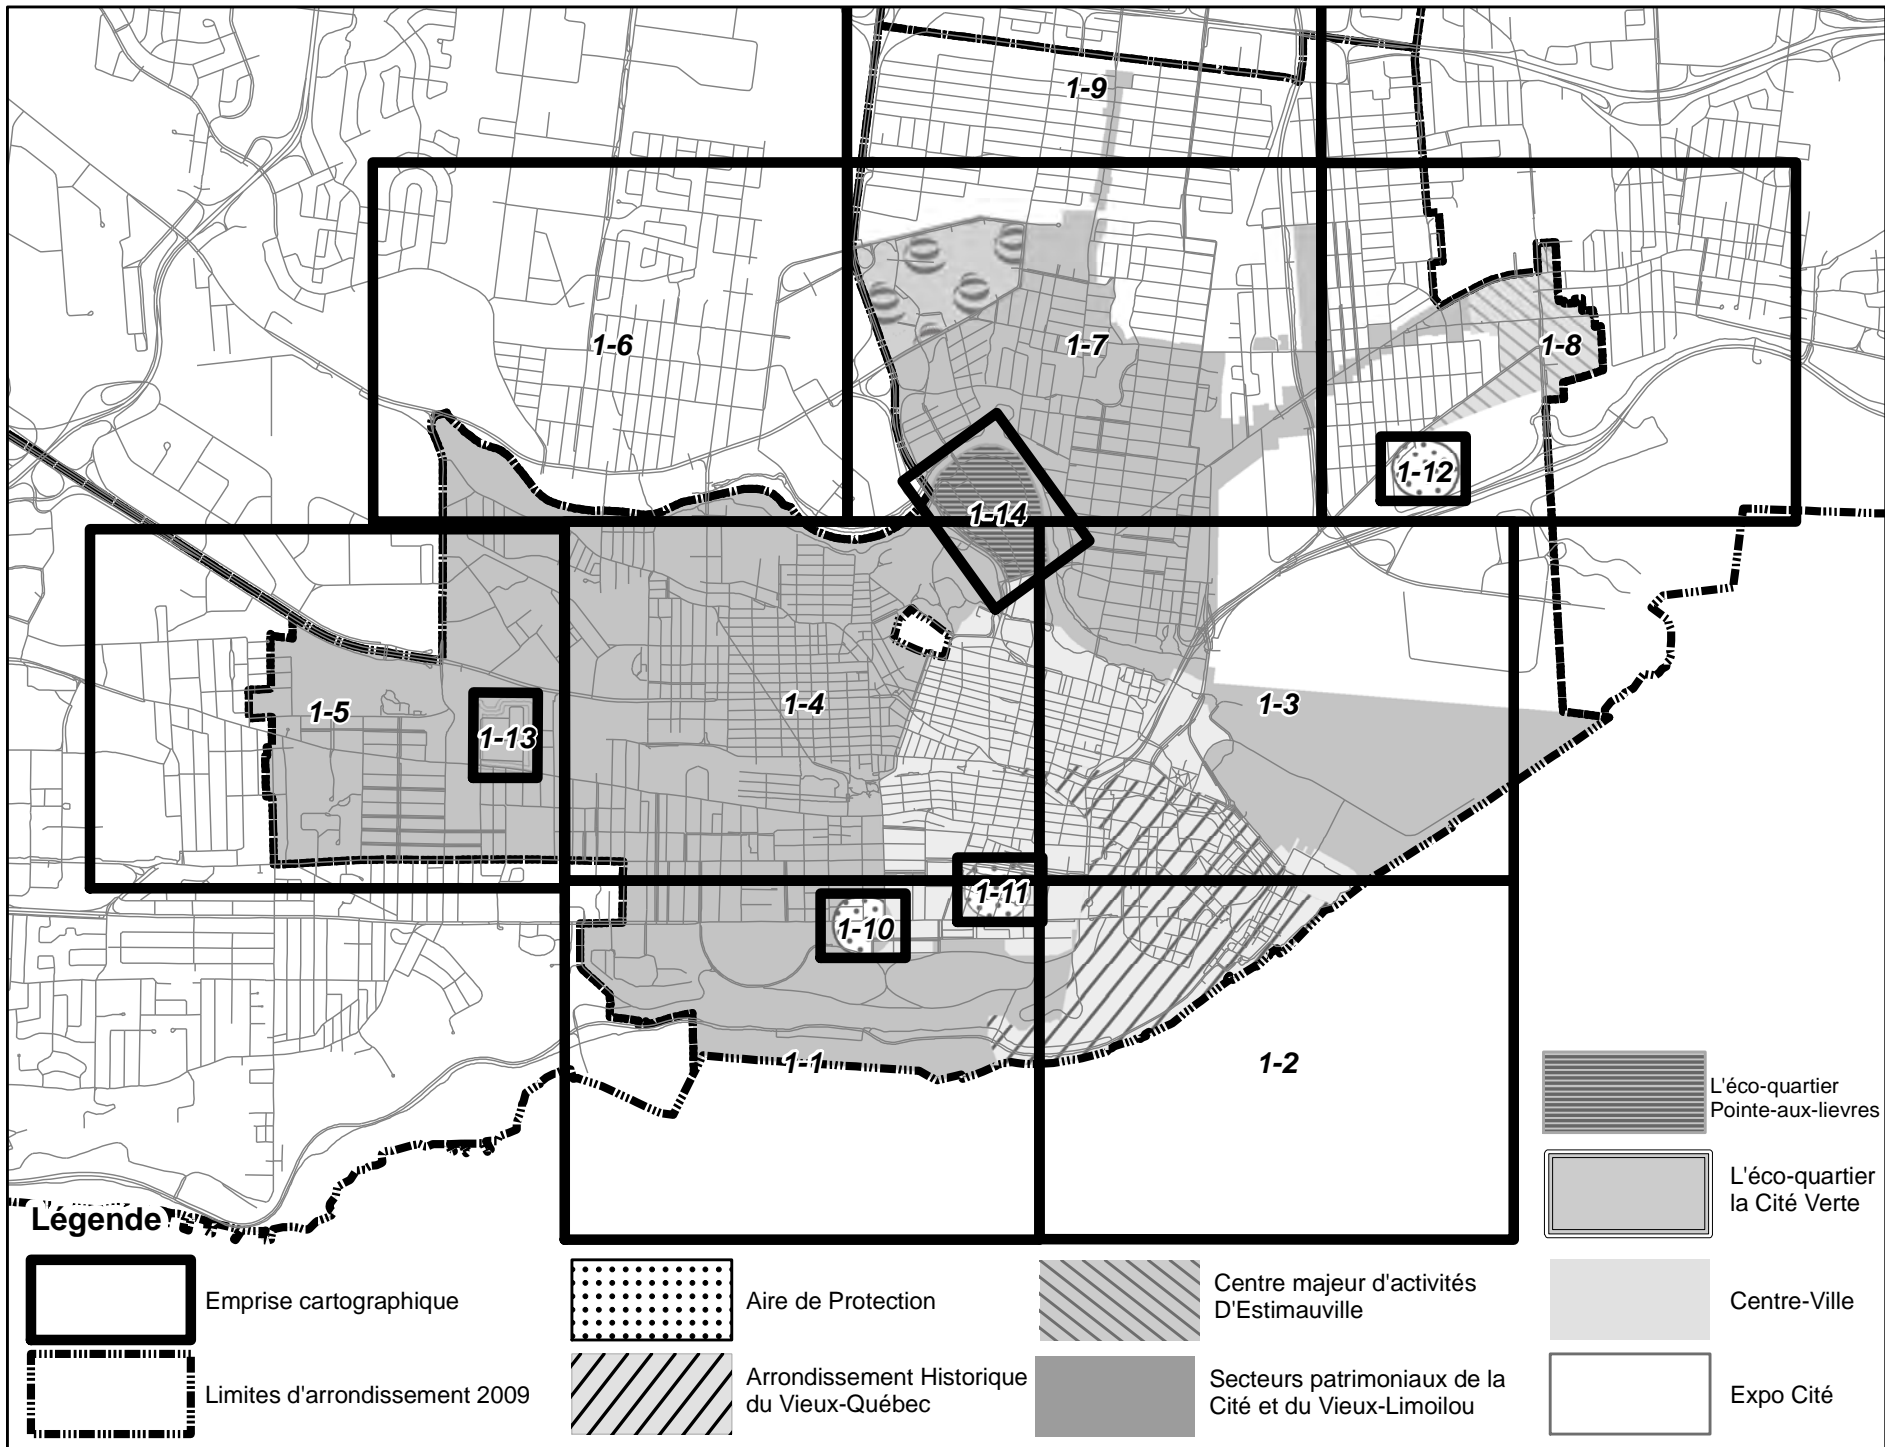 1-9
1-6
1-7
1-8
1-12
1-14
1-5
1-13
1-4
1-3
1-11
1-10
1-1
1-2
L'éco-quartier
Pointe-aux-lievres
L'éco-quartier
la Cité Verte
Légende
Emprise cartographique
Aire de Protection
Centre majeur d'activités
D'Estimauville
Centre-Ville
Limites d'arrondissement 2009
Arrondissement Historique
du Vieux-Québec
Secteurs patrimoniaux de la
Cité et du Vieux-Limoilou
Expo Cité